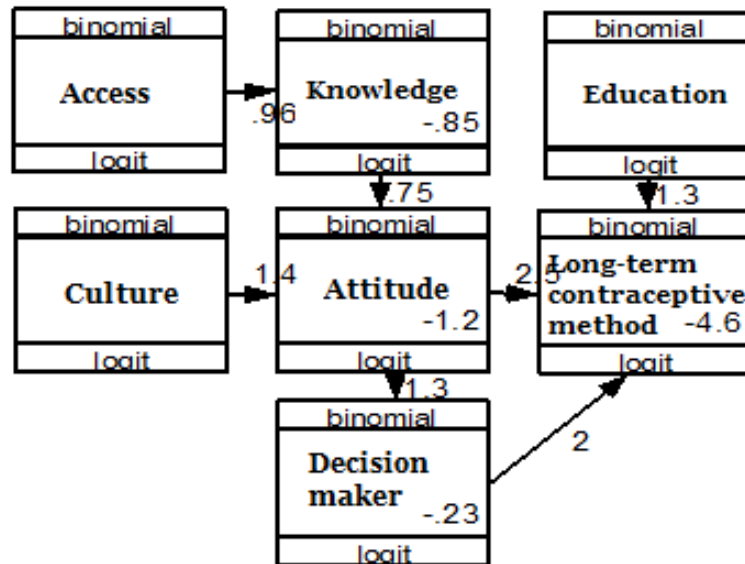 binomial
Access
logit
.96
binomial
Knowledge
-.85
logit
binomial
Education
logit
.75
1.3
binomial
Culture
logit
1.4
binomial
Attitude
-1.2
logit
2.5
binomial
Long-term
contraceptive
method -4.6
logit
1.3
binomial
Decision
maker
-.23
logit
2